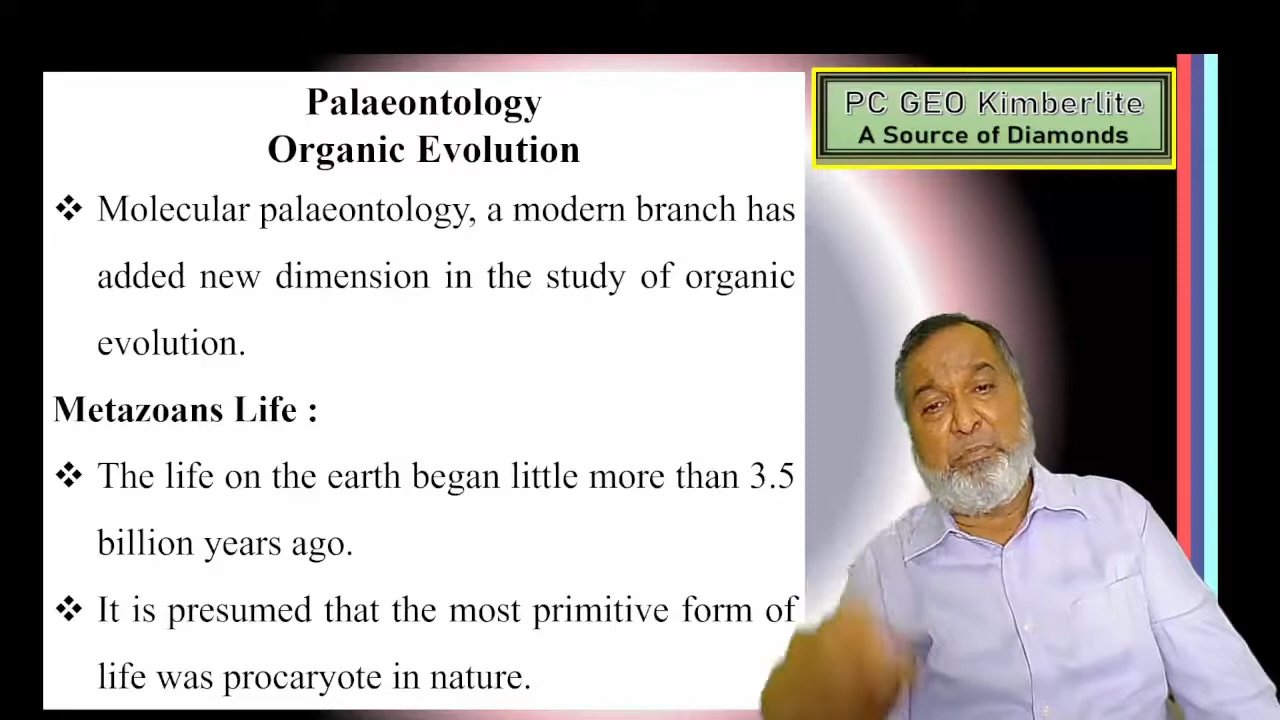 Palaeontology
Organic Evolution
❖ Molecular palaeontology, a modern branch has
added new dimension in the study of organic
evolution.
Metazoans Life :
❖ The life on the earth began little more than 3.5
billion years ago.
❖ It is presumed that the most primitive form of
life was procaryote in nature.
PC GEO Kimberlite
A Source of Diamonds